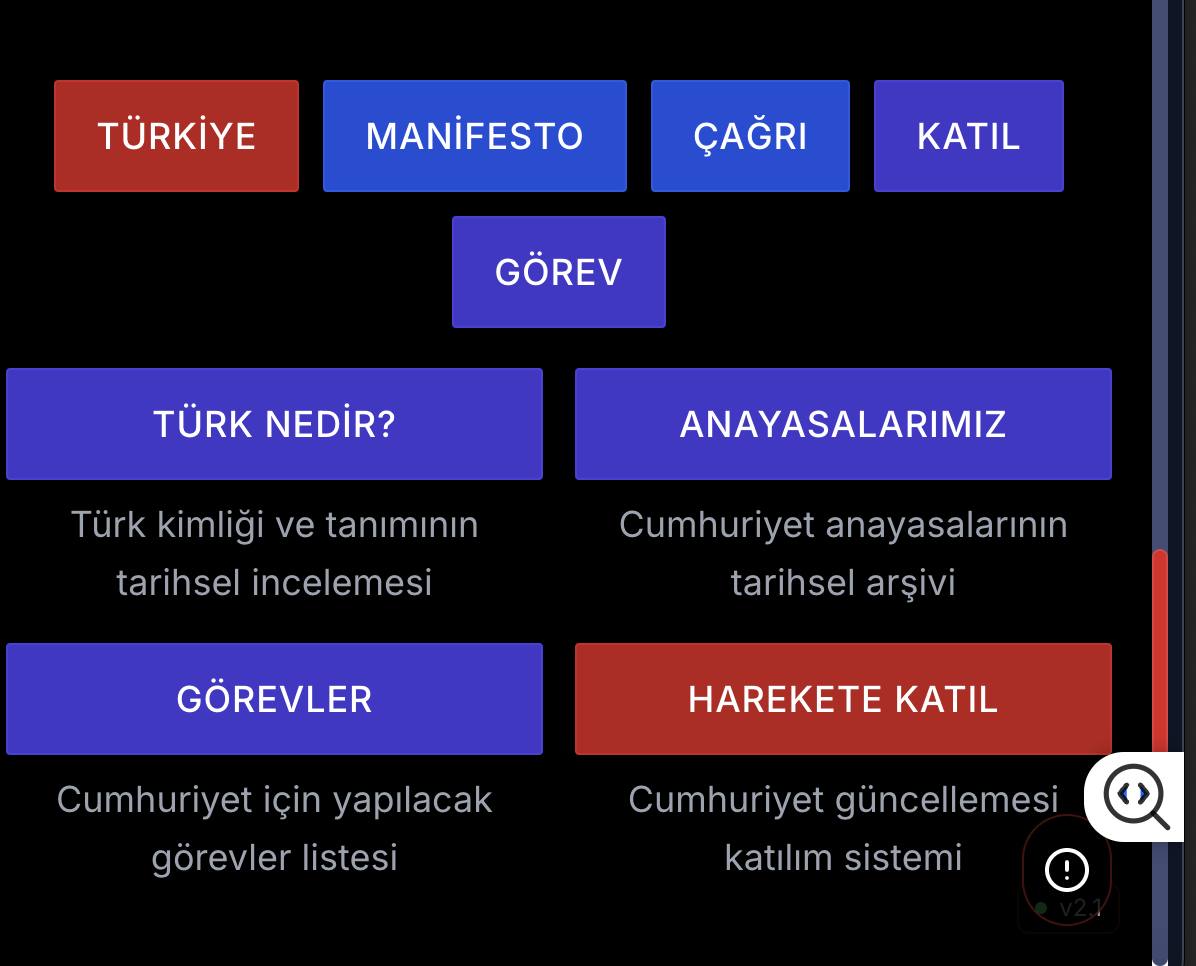 TÜRKİYE MANİFESTO ÇAĞRI KATIL
GÖREV
TÜRK NEDİR?
Türk kimliği ve tanımının
tarihsel incelemesi
ANAYASALARIMIZ
Cumhuriyet anayasalarının
tarihsel arşivi
GÖREVLER
Cumhuriyet için yapılacak
görevler listesi
HAREKETE KATIL
Cumhuriyet güncellemesi
katılım sistemi
v2.1